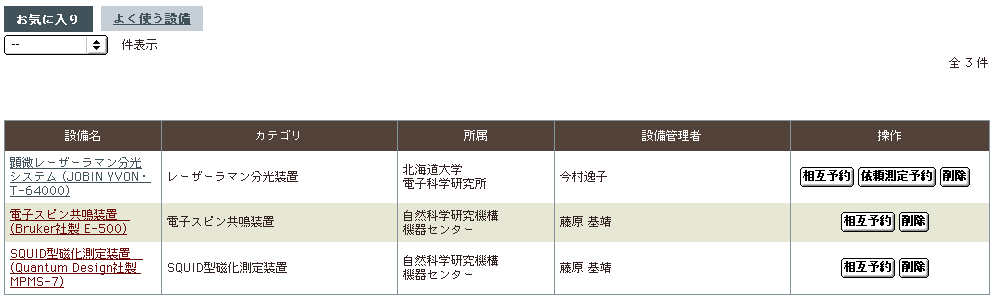 お気に入り よく使う設備
-- 件表示
全 3 件
設備名 カテゴリ 所属 設備管理者 操作
顕微レーザーラマン分光
システム (JOBIN YVON・
T-64000)
レーザーラマン分光装置
北海道大学
電子科学研究所
今村逸子
相互予約 依頼測定予約 削除
電子スピン共鳴装置
(Bruker社製 E-500)
電子スピン共鳴装置
自然科学研究機構
機器センター
藤原 基靖
相互予約 削除
SQUID型磁化測定装置
(Quantum Design社製
MPMS-7)
SQUID型磁化測定装置
自然科学研究機構
機器センター
藤原 基靖
相互予約 削除